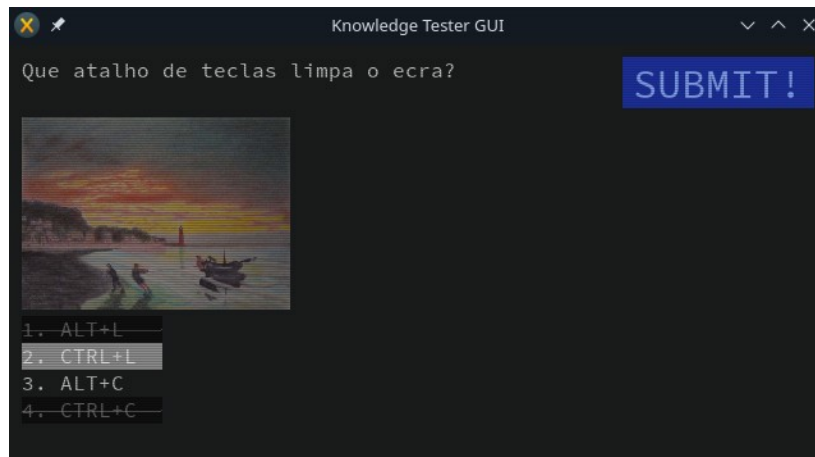 Knowledge Tester GUI
Que atalho de teclas limpa o ecra?
SUBMIT!
1. ALT+L
2. CTRL+L
3. ALT+C
4. CTRL+C